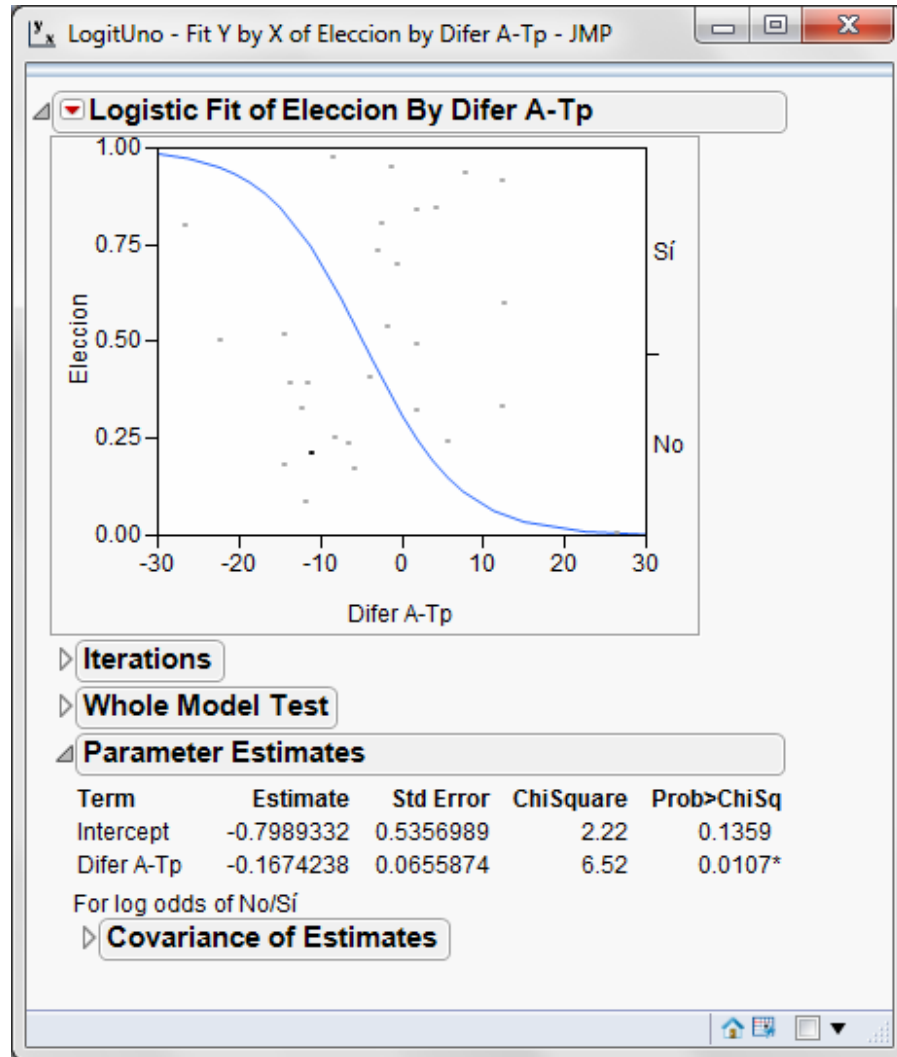 LogitUno - Fit Y by X of Eleccion by Difer A-Tp - JMP
Logistic Fit of Eleccion By Difer A-Tp
1.00
0.75
0.50
0.25
0.00
Eleccion
Sí
No
-30 -20 -10 0 10 20 30
Difer A-Tp
Iterations
Whole Model Test
Parameter Estimates
Term Estimate Std Error ChiSquare Prob>ChiSq
Intercept -0.7989332 0.5356989 2.22 0.1359
Difer A-Tp -0.1674238 0.0655874 6.52 0.0107*
For log odds of No/Sí
Covariance of Estimates